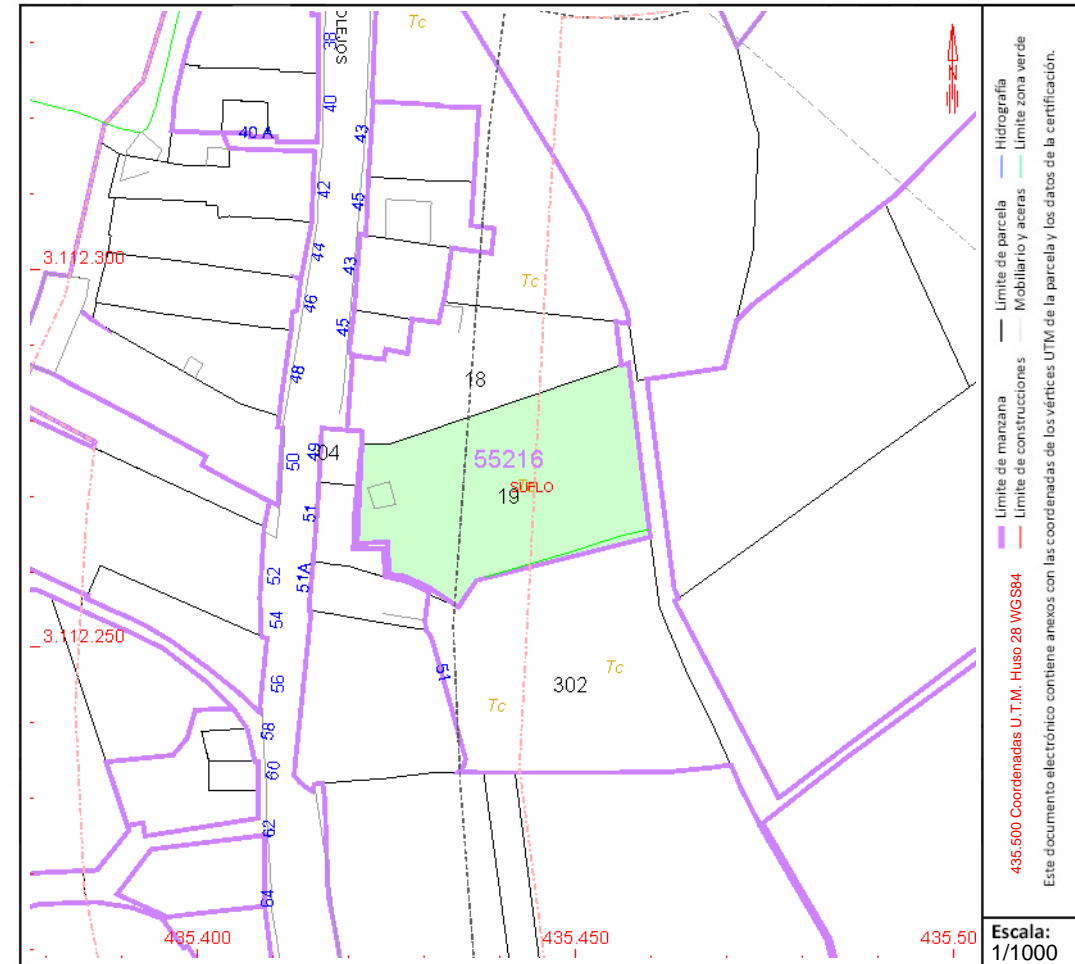 Tc
OLEJOS
38
40
40 A
43
42
45
44
43
3.112.300
Tc
46
45
48
18
49
04
50
55216
SUELO
19
51
52
51A
54
3.112.250
51
302
Tc
56
Tc
58
60
62
64
435.400
435.450
435.50
N
Límite de manzana
Límite de parcela
Hidrografía
435.500 Coordenadas U.T.M. Huso 28 WGS84
Límite de construcciones
Mobiliario y aceras
Límite zona verde
Este documento electrónico contiene anexos con las coordenadas de los vértices UTM de la parcela y los datos de la certificación.
Escala:
1/1000